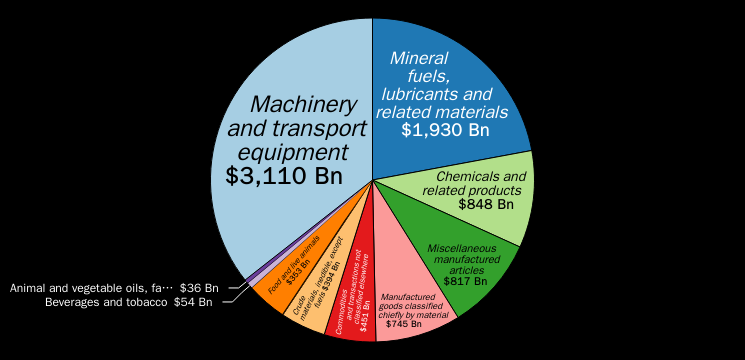 Machinery
and transport
equipment
$3,110 Bn
Mineral
fuels,
lubricants and
related materials
$1,930 Bn
Chemicals and
related products
$848 Bn
Miscellaneous
manufactured
articles
$817 Bn
Manufactured
goods classified
chiefly by material
$745 Bn
Commodities
and transactions not
classified elsewhere
$451 Bn
Crude
materials, inedible, except
fuels $394 Bn
Food and live animals
$353 Bn
Animal and vegetable oils, fa··· $36 Bn
Beverages and tobacco $54 Bn